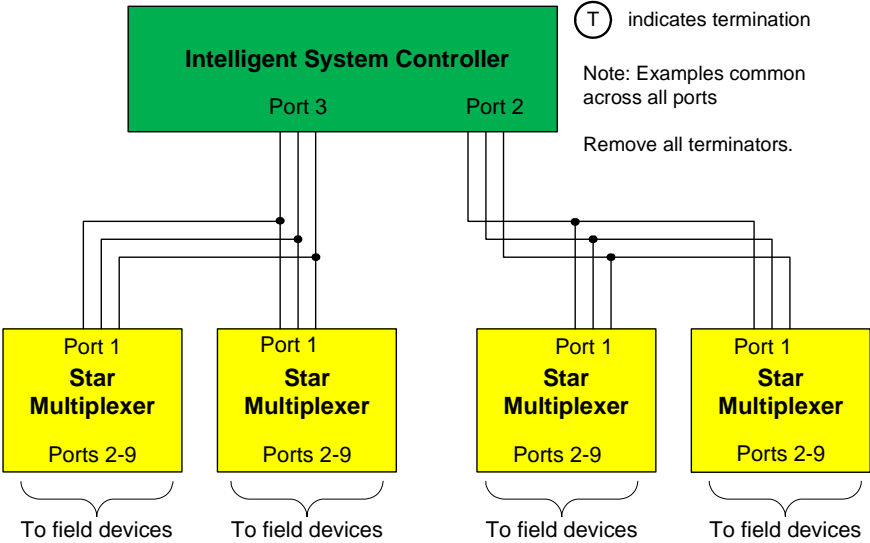 T indicates termination
Intelligent System Controller
Note: Examples common
across all ports
Port 3 Port 2
Remove all terminators.
Port 1
Star
Multiplexer
Ports 2-9
To field devices
Port 1
Star
Multiplexer
Ports 2-9
To field devices
Port 1
Star
Multiplexer
Ports 2-9
To field devices
Port 1
Star
Multiplexer
Ports 2-9
To field devices